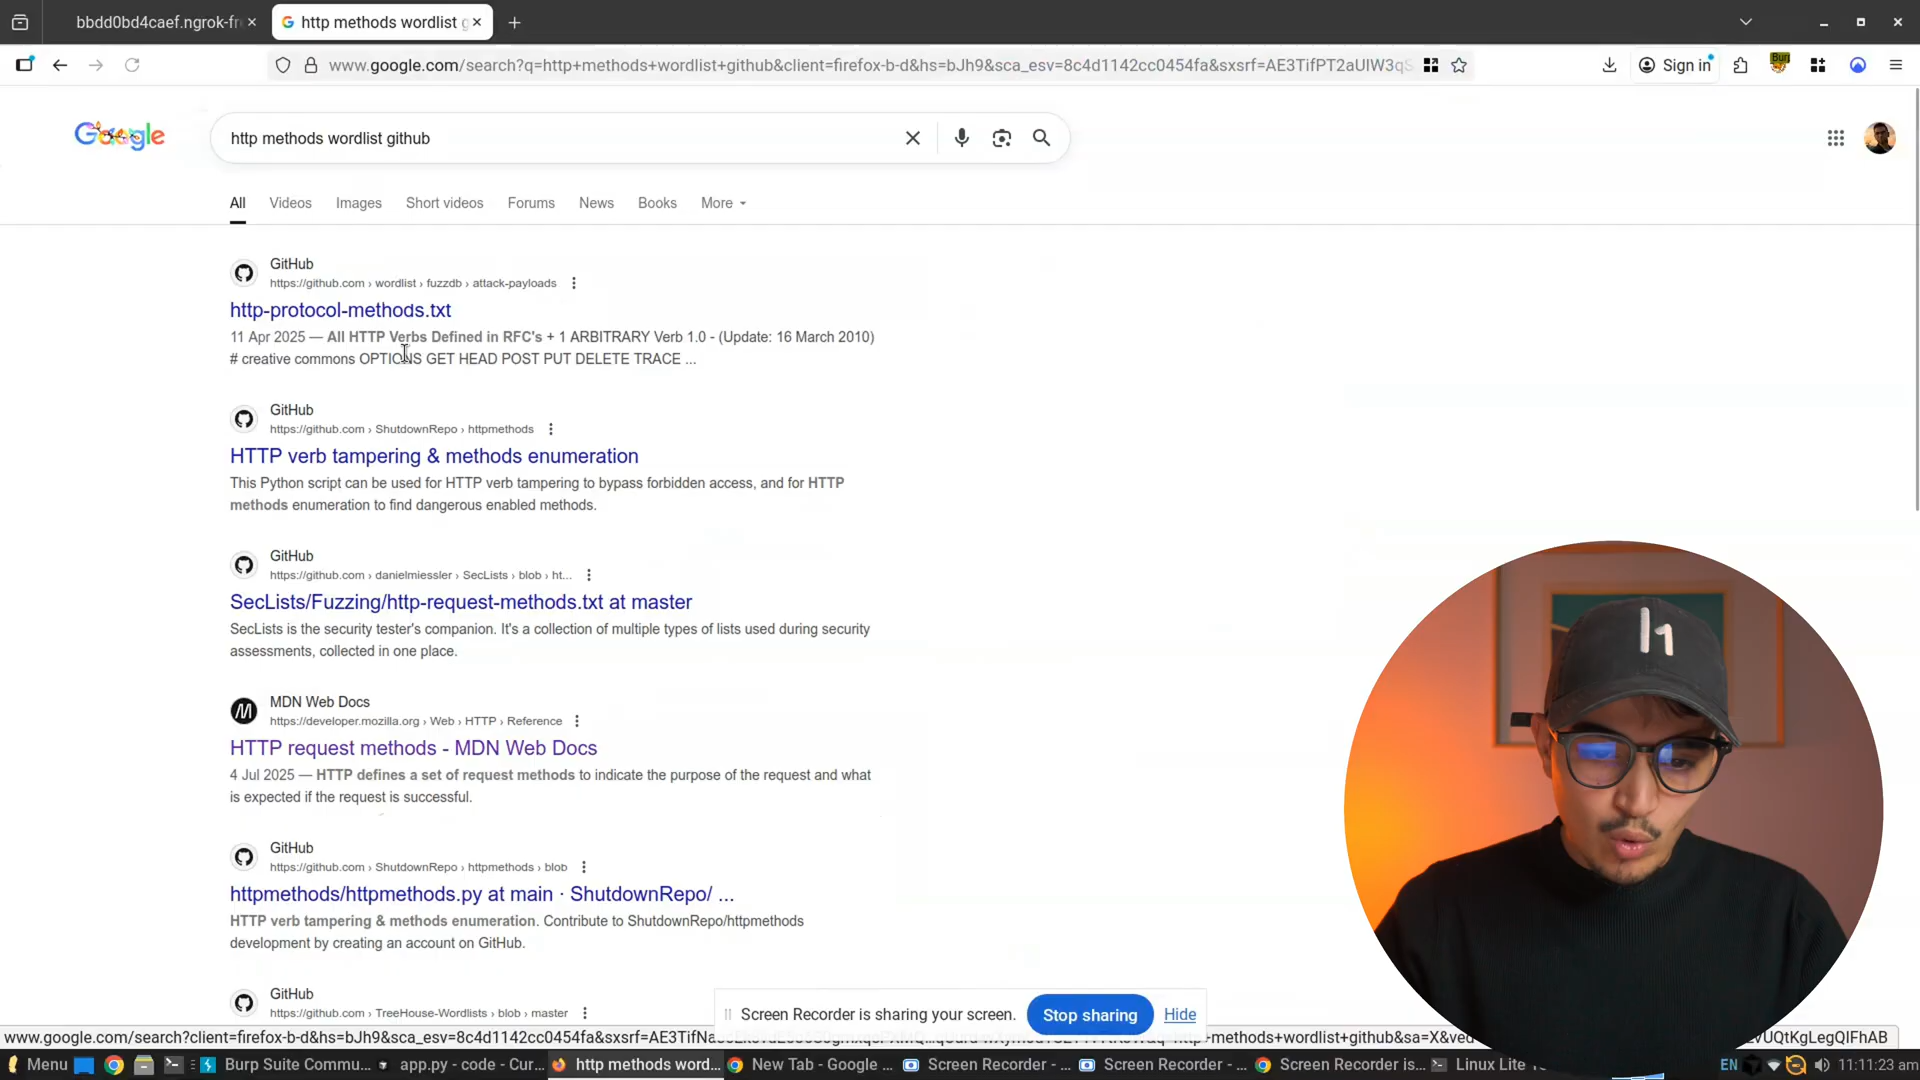 bbdd0bd4caef.ngrok-fr
http methods wordlist g
www.google.com/search?q=http+methods+wordlist+github&client=firefox-b-d&hs=bJh9&sca_esv=8c4d1142cc0454fa&sxsrf=AE3TifPT2aUIW3qS
Sign in
Burp
Google
http methods wordlist github
All
Videos
Images
Short videos
Forums
News
Books
More
GitHub
https://github.com › wordlist › fuzzdb › attack-payloads
http-protocol-methods.txt
11 Apr 2025 — All HTTP Verbs Defined in RFC's + 1 ARBITRARY Verb 1.0 - (Update: 16 March 2010)
# creative commons OPTIONS GET HEAD POST PUT DELETE TRACE ...
GitHub
https://github.com › ShutdownRepo › httpmethods
HTTP verb tampering & methods enumeration
This Python script can be used for HTTP verb tampering to bypass forbidden access, and for HTTP
methods enumeration to find dangerous enabled methods.
GitHub
https://github.com › danielmiessler › SecLists › blob › ht...
SecLists/Fuzzing/http-request-methods.txt at master
SecLists is the security tester's companion. It's a collection of multiple types of lists used during security
assessments, collected in one place.
MDN Web Docs
https://developer.mozilla.org › Web › HTTP › Reference
HTTP request methods - MDN Web Docs
4 Jul 2025 — HTTP defines a set of request methods to indicate the purpose of the request and what
is expected if the request is successful.
GitHub
https://github.com › ShutdownRepo › httpmethods › blob
httpmethods/httpmethods.py at main · ShutdownRepo/ ...
HTTP verb tampering & methods enumeration. Contribute to ShutdownRepo/httpmethods
development by creating an account on GitHub.
GitHub
https://github.com › TreeHouse-Wordlists › blob › master
h1
Screen Recorder is sharing your screen.
Stop sharing
Hide
Menu
Burp Suite Commu...
app.py - code - Cur...
http methods word...
New Tab - Google ...
Screen Recorder - ...
Screen Recorder - ...
Screen Recorder is...
Linux Lite
EN
11:11:23 am